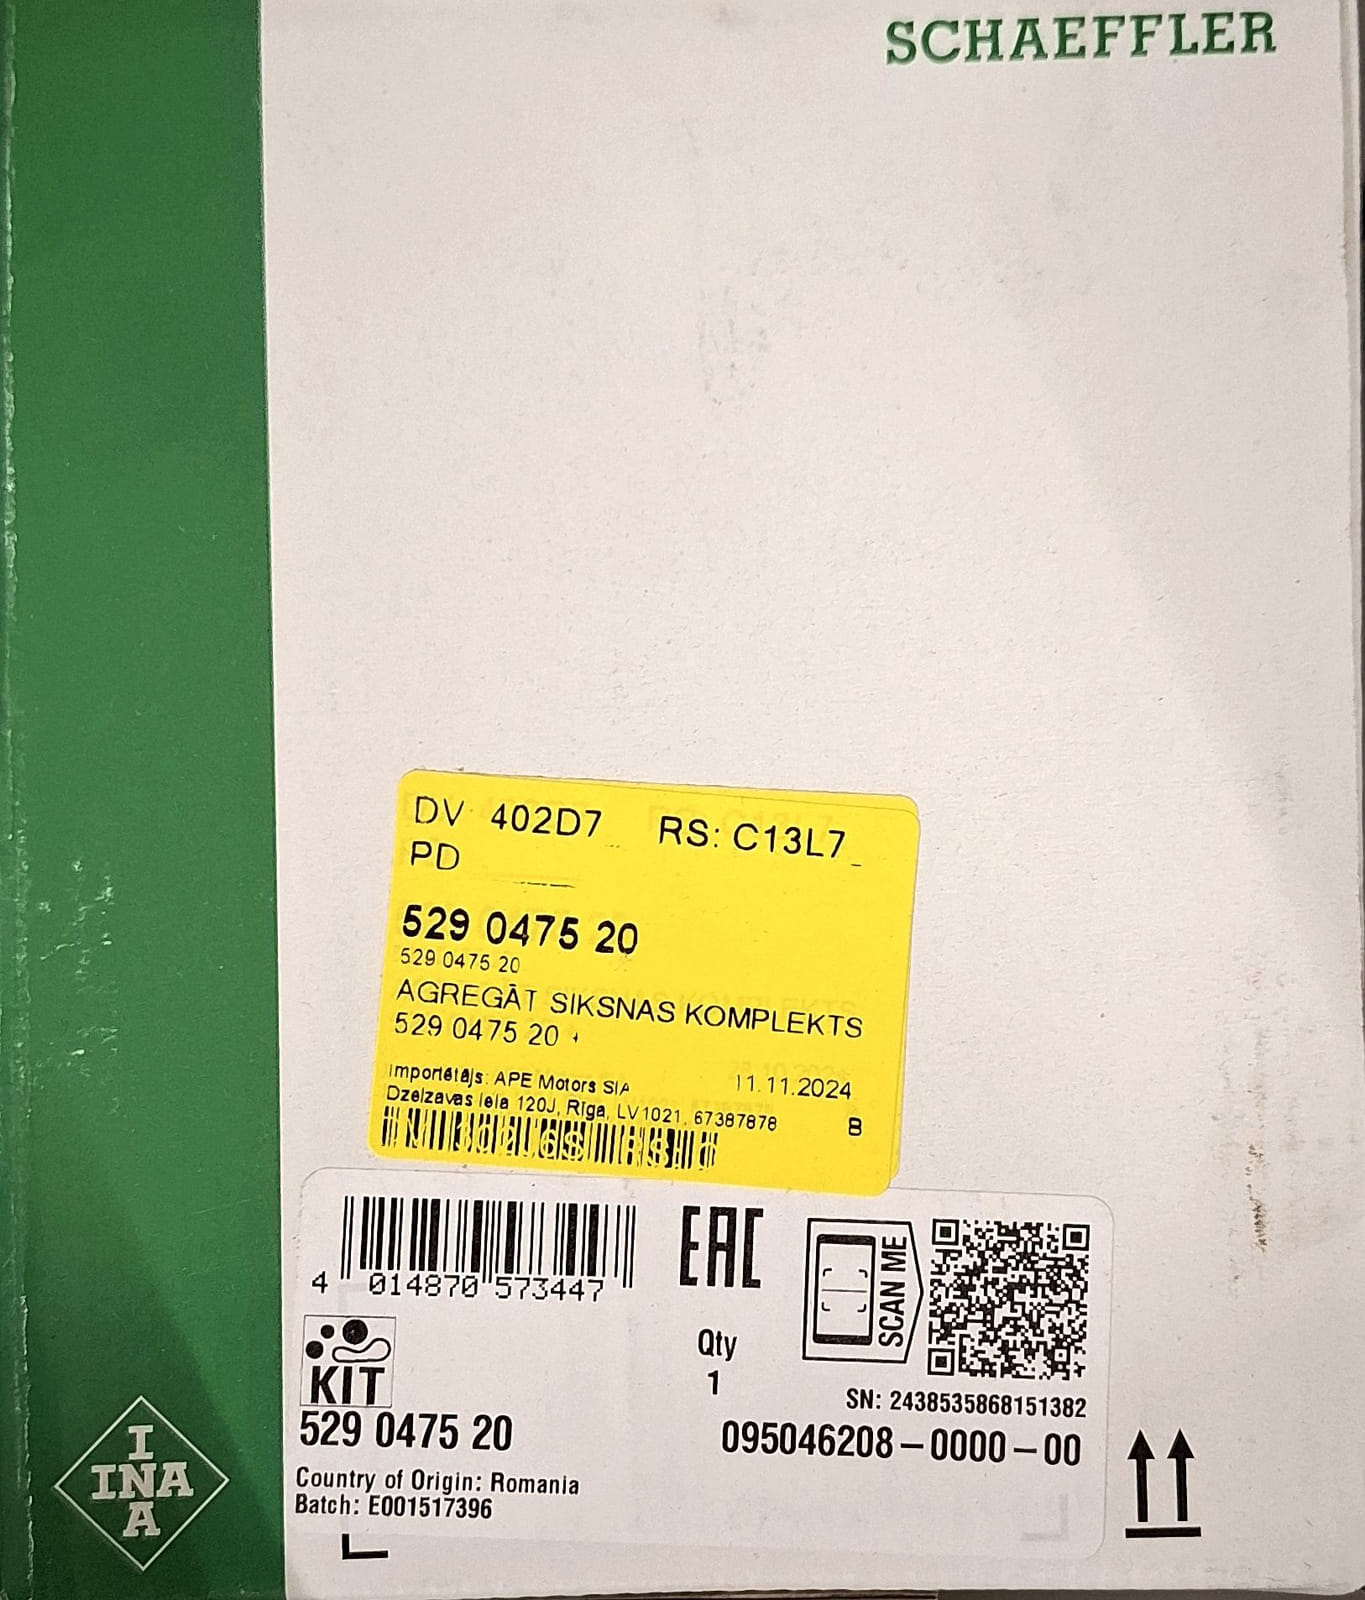 SCHAEFFLER
DV 402D7 RS: C13L7
PD
529 0475 20
529 0475 20
AGREGĀT SIKSNAS KOMPLEKTS
529 0475 20
Importētājs: APE Motors SIA 11.11.2024
Dzelzavas iela 120J, Rīga, LV1021, 67387878 B
4 014870 573447
EAC
SCAN ME
KIT
Qty
1
SN: 2438535868151382
529 0475 20
095046208-0000-00
Country of Origin: Romania
Batch: E001517396
INA
INA